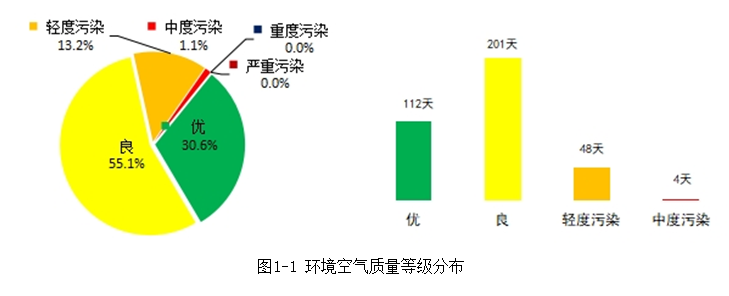 轻度污染
13.2%
中度污染
1.1%
重度污染
0.0%
严重污染
0.0%
优
30.6%
良
55.1%
112天
201天
48天
4天
优
良
轻度污染
中度污染
图1-1 环境空气质量等级分布